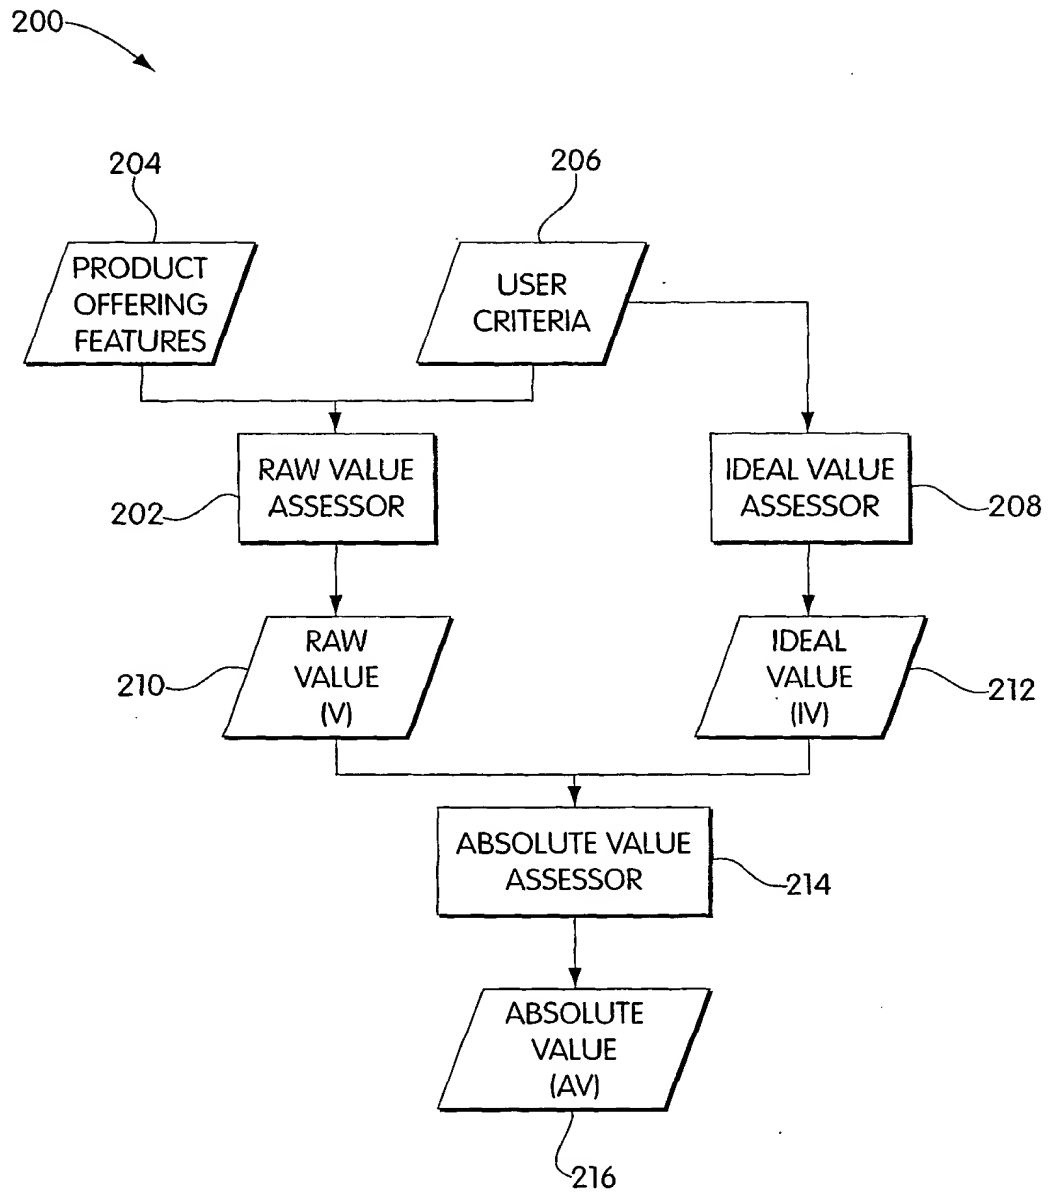 200
204
206
PRODUCT
OFFERING
FEATURES
USER
CRITERIA
RAW VALUE
ASSESSOR
202
IDEAL VALUE
ASSESSOR
208
RAW
VALUE
(V)
210
IDEAL
VALUE
(IV)
212
ABSOLUTE VALUE
ASSESSOR
214
ABSOLUTE
VALUE
(AV)
216